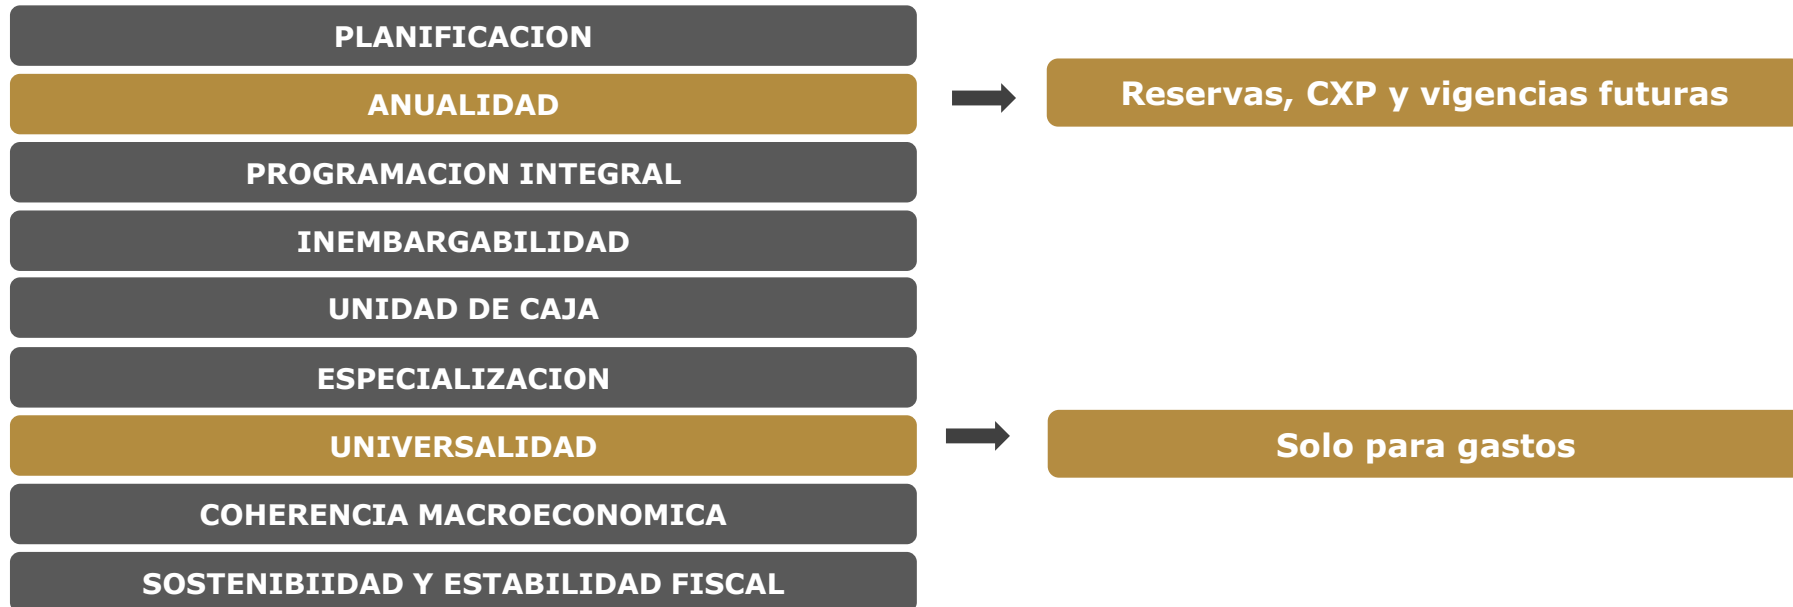 PLANIFICACION
ANUALIDAD
Reservas, CXP y vigencias futuras
PROGRAMACION INTEGRAL
INEMBARGABILIDAD
UNIDAD DE CAJA
ESPECIALIZACION
UNIVERSALIDAD
Solo para gastos
COHERENCIA MACROECONOMICA
SOSTENIBIIDAD Y ESTABILIDAD FISCAL